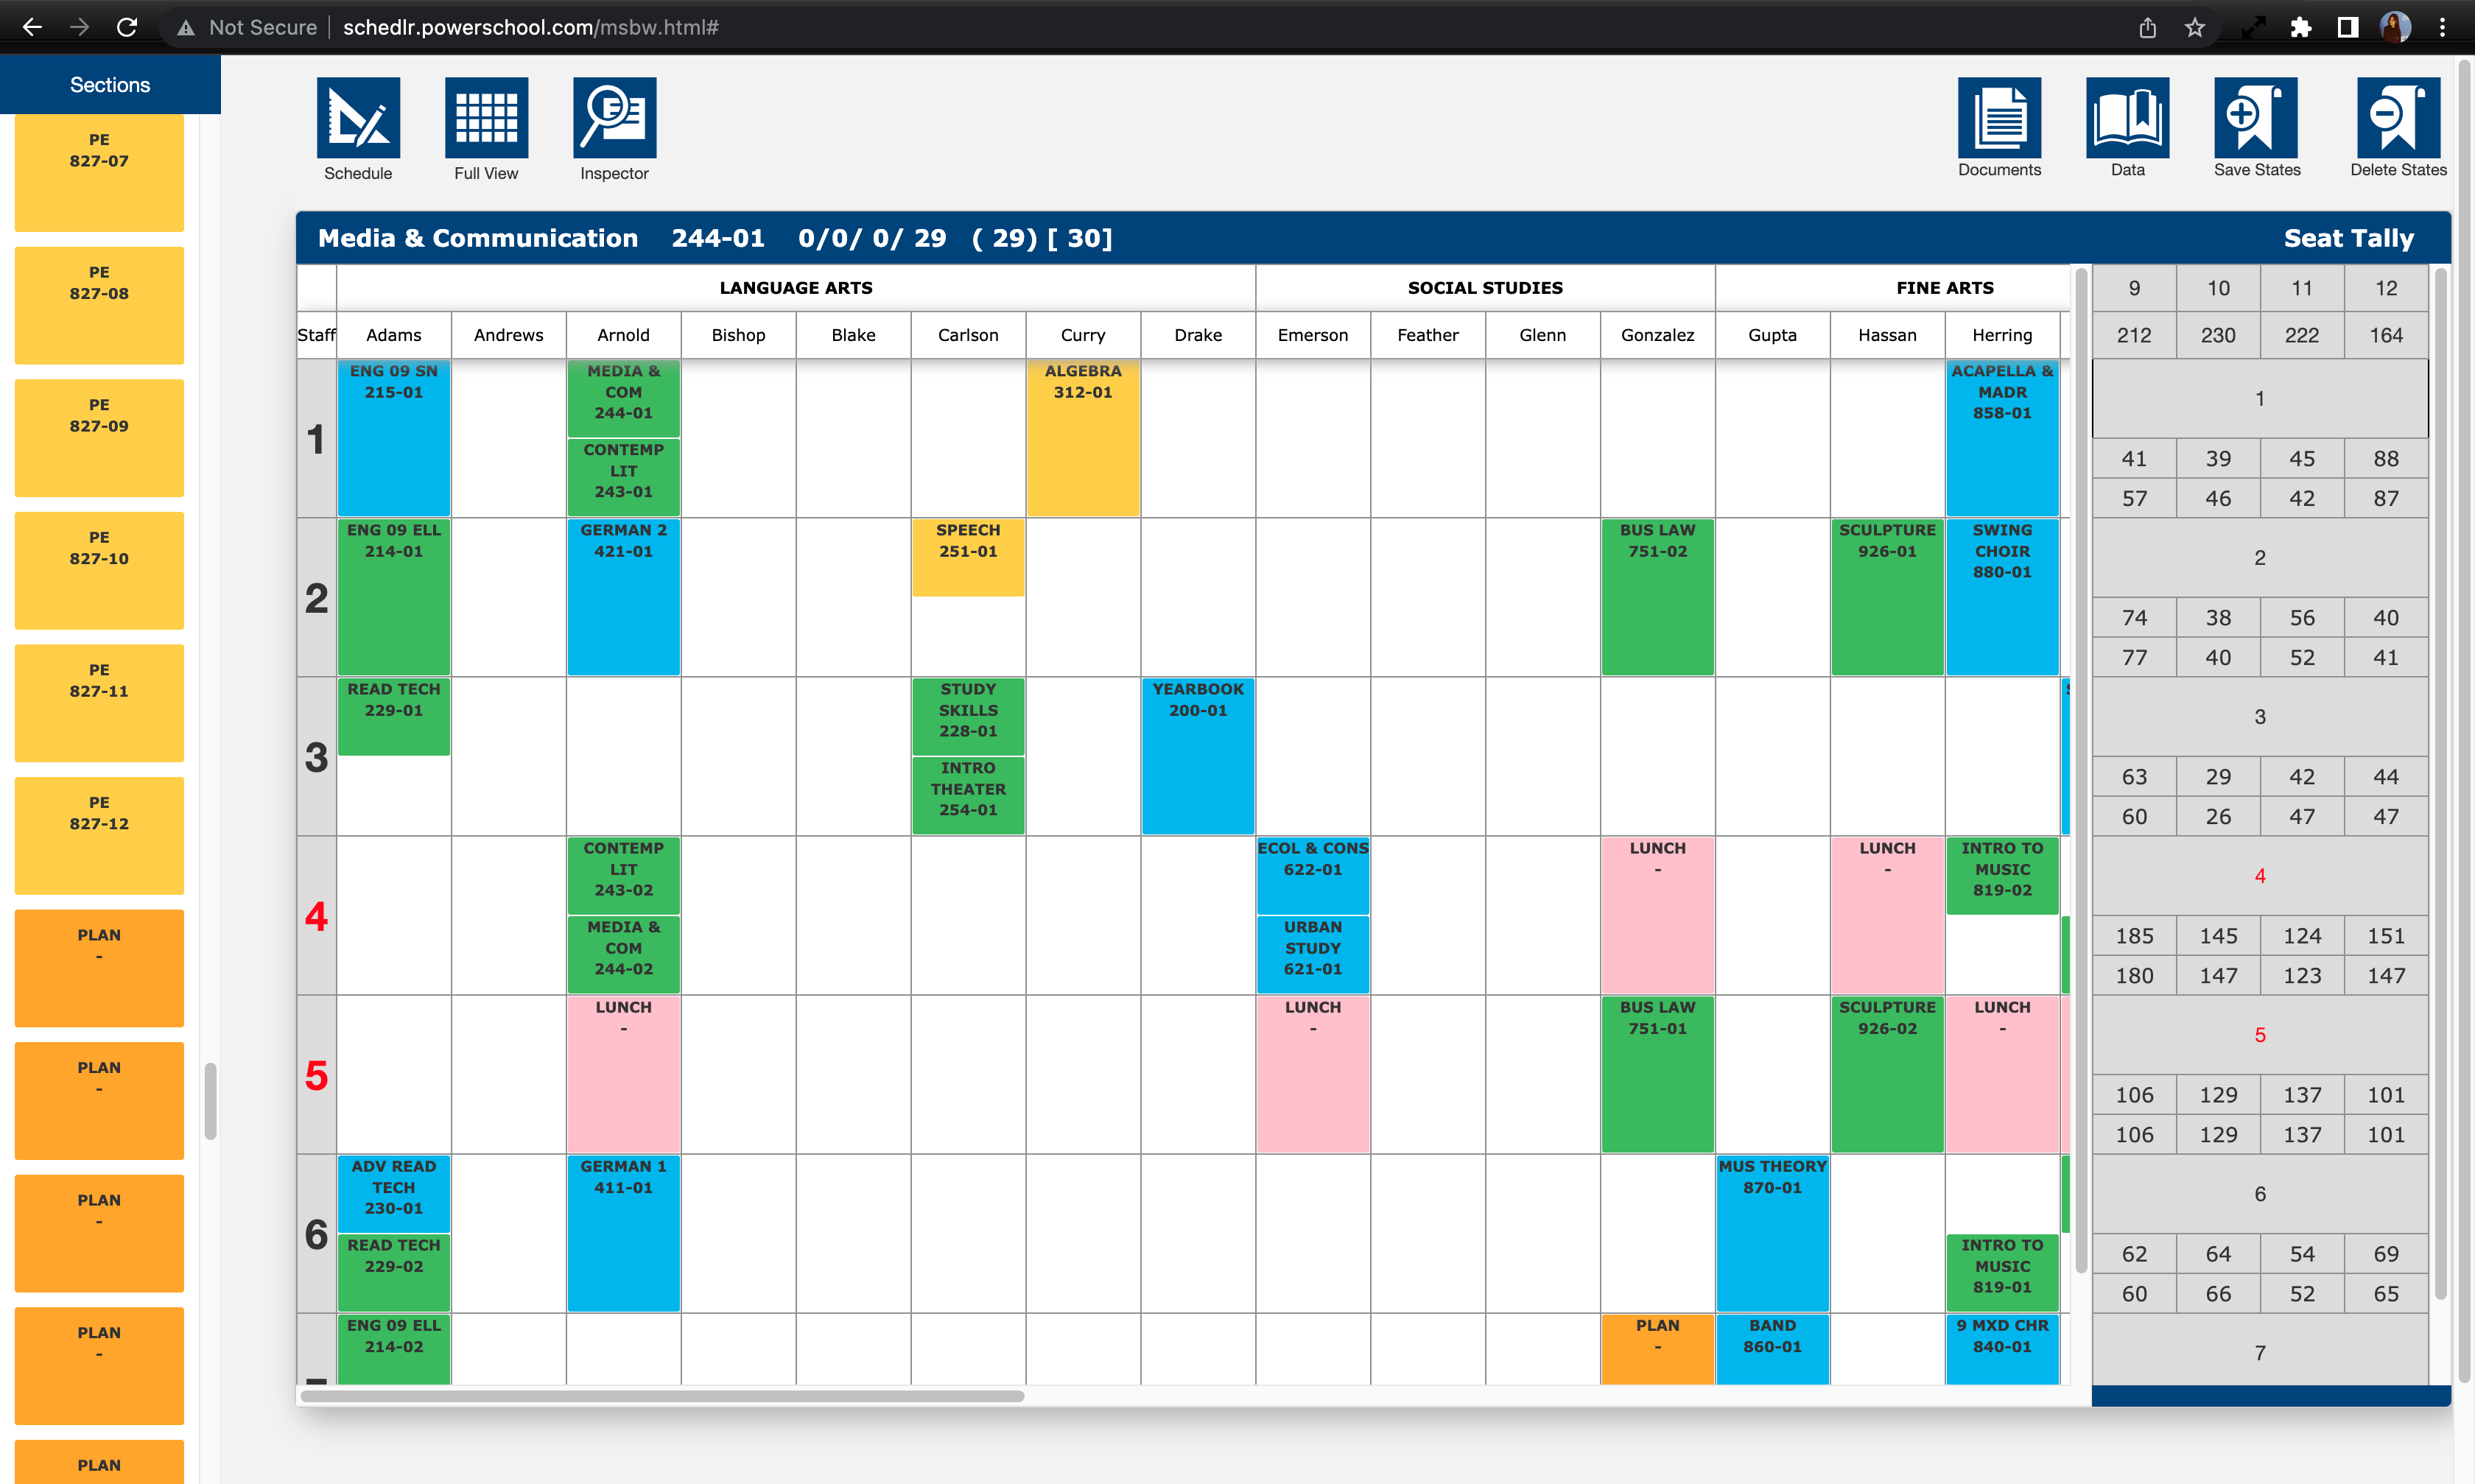 Not Secure schedlr.powerschool.com/msbw.html#
Sections
PE
827-07
PE
827-08
PE
827-09
PE
827-10
PE
827-11
PE
827-12
PLAN
-
PLAN
-
PLAN
-
PLAN
-
PLAN
Schedule
Full View
Inspector
Documents
Data
Save States
Delete States
Media & Communication 244-01 0/0/ 0/ 29 ( 29) [ 30]
LANGUAGE ARTS SOCIAL STUDIES FINE ARTS
Staff Adams Andrews Arnold Bishop Blake Carlson Curry Drake Emerson Feather Glenn Gonzalez Gupta Hassan Herring
1
ENG 09 SN
215-01
MEDIA &
COM
244-01
CONTEMP
LIT
243-01
ALGEBRA
312-01
ACAPELLA &
MADR
858-01
2
ENG 09 ELL
214-01
GERMAN 2
421-01
SPEECH
251-01
BUS LAW
751-02
SCULPTURE
926-01
SWING
CHOIR
880-01
3
READ TECH
229-01
STUDY
SKILLS
228-01
INTRO
THEATER
254-01
YEARBOOK
200-01
4
CONTEMP
LIT
243-02
MEDIA &
COM
244-02
ECOL & CONS
622-01
URBAN
STUDY
621-01
LUNCH
-
LUNCH
-
INTRO TO
MUSIC
819-02
5
LUNCH
-
LUNCH
-
BUS LAW
751-01
SCULPTURE
926-02
LUNCH
-
6
ADV READ
TECH
230-01
READ TECH
229-02
GERMAN 1
411-01
MUS THEORY
870-01
INTRO TO
MUSIC
819-01
ENG 09 ELL
214-02
PLAN
-
BAND
860-01
9 MXD CHR
840-01
Seat Tally
9 10 11 12
212 230 222 164
1
41 39 45 88
57 46 42 87
2
74 38 56 40
77 40 52 41
3
63 29 42 44
60 26 47 47
4
185 145 124 151
180 147 123 147
5
106 129 137 101
106 129 137 101
6
62 64 54 69
60 66 52 65
7